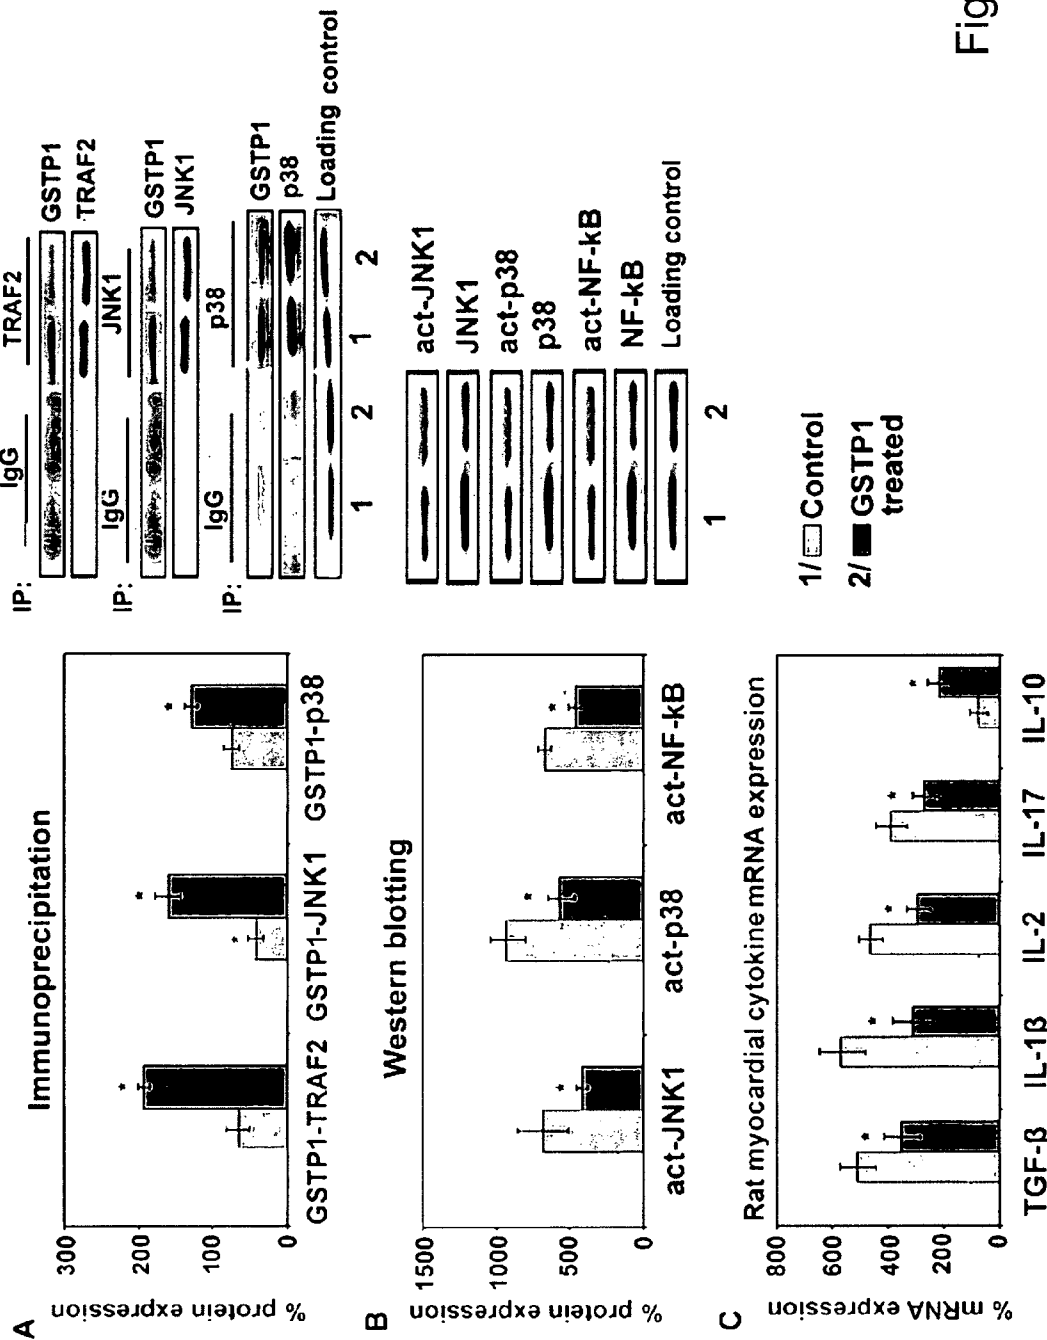 A
Immunoprecipitation
% protein expression
300
200
100
0
GSTP1-TRAF2 GSTP1-JNK1 GSTP1-p38
IP:
IgG
TRAF2
GSTP1
TRAF2
IP:
IgG
JNK1
GSTP1
JNK1
IP:
IgG
p38
GSTP1
p38
Loading control
1 2 1 2
B
Western blotting
% protein expression
1500
1000
500
0
act-JNK1 act-p38 act-NF-kB
act-JNK1
JNK1
act-p38
p38
act-NF-kB
NF-kB
Loading control
1 2
C
Rat myocardial cytokine mRNA expression
% mRNA expression
800
600
400
200
0
TGF-ß IL-1ß IL-2 IL-17 IL-10
1/ Control
2/ GSTP1
treated
Fig